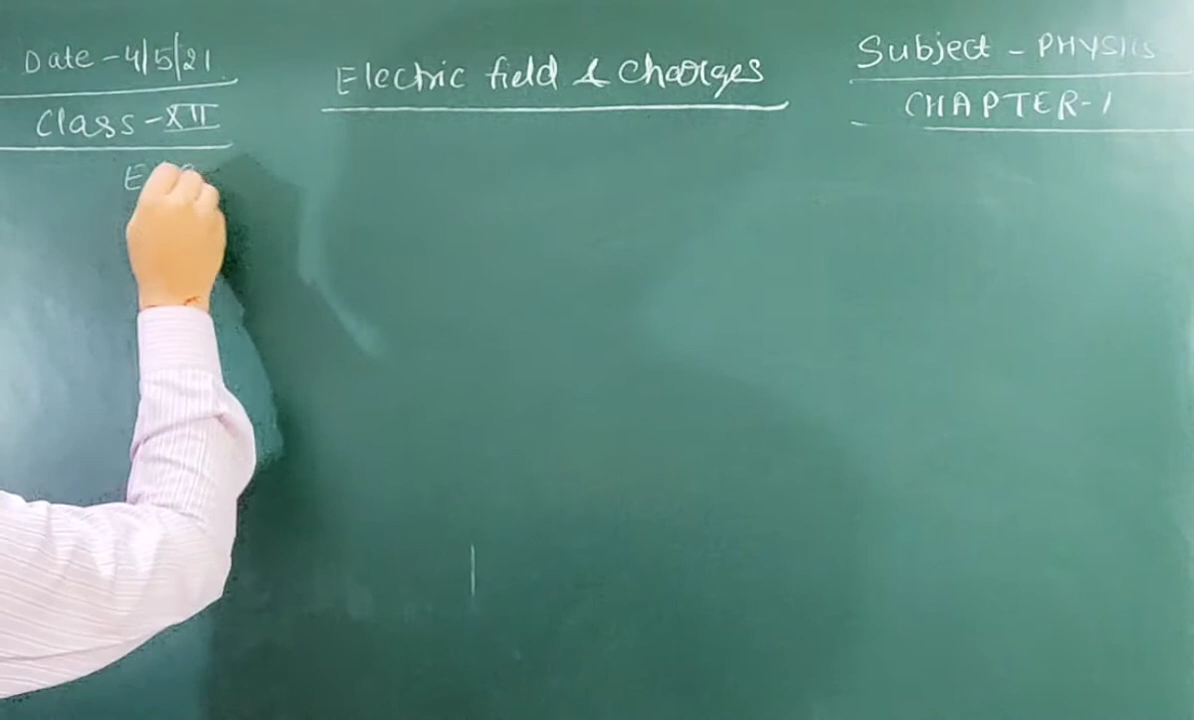 Date - 4/5/21
Class - XII
Electric field & Charges
Subject - PHYSICS
CHAPTER-1
E